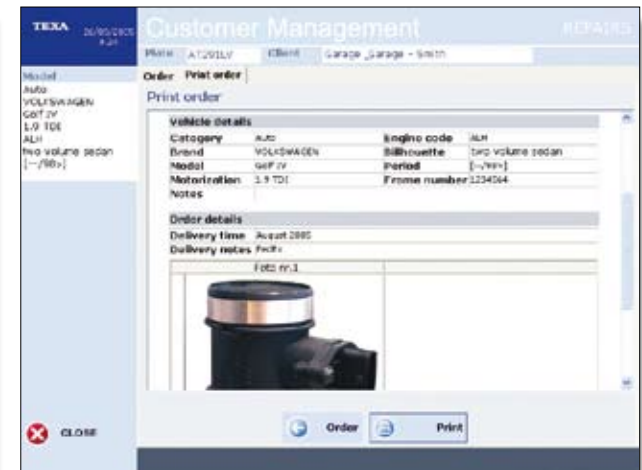 TEXA
Customer Management
REPAIRS
Plate
Client Garage _Garage - Smith
Model
Auto
VOLKSWAGEN
Golf IV
1.9 TDI
ALH
two volume sedan
[--/98>]
Order Print order
Print order
Vehicle details
Category Auto Engine code ALH
Brand VOLKSWAGEN Silhouette two volume sedan
Model Golf IV Period [--/98>]
Motorization 1.9 TDI Frame number 1234564
Notes
Order details
Delivery time August 2005
Delivery notes
Foto nr.1
CLOSE
Order
Print